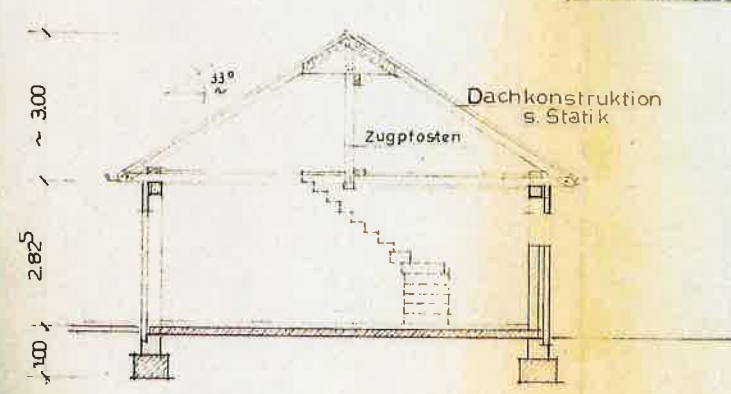 33°
~
Dachkonstruktion
s. Statik
Zugpfosten
~ 3.00
2.82⁵
1.00